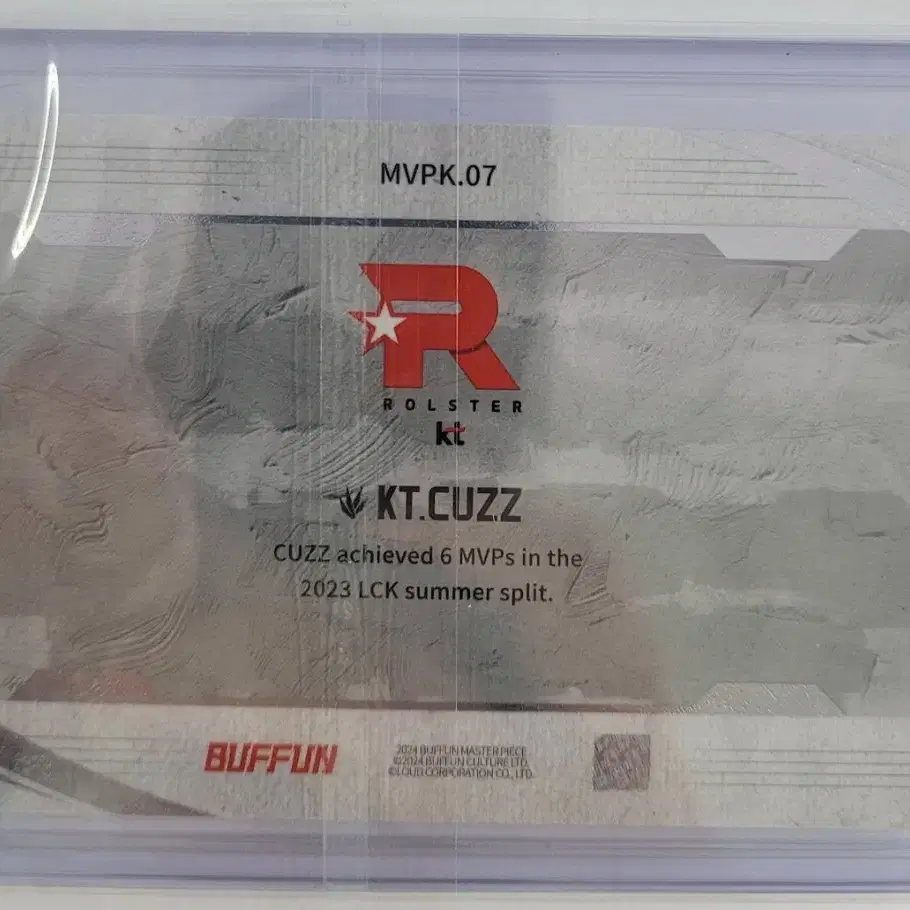 MVPK.07
ROLSTER
kt
KT.CUZZ
CUZZ achieved 6 MVPs in the
2023 LCK summer split.
BUFFUN
2024 BUFFUN MASTER PIECE
©2024 BUFFUN CULTURE LTD.
©LOUD CORPORATION CO., LTD.